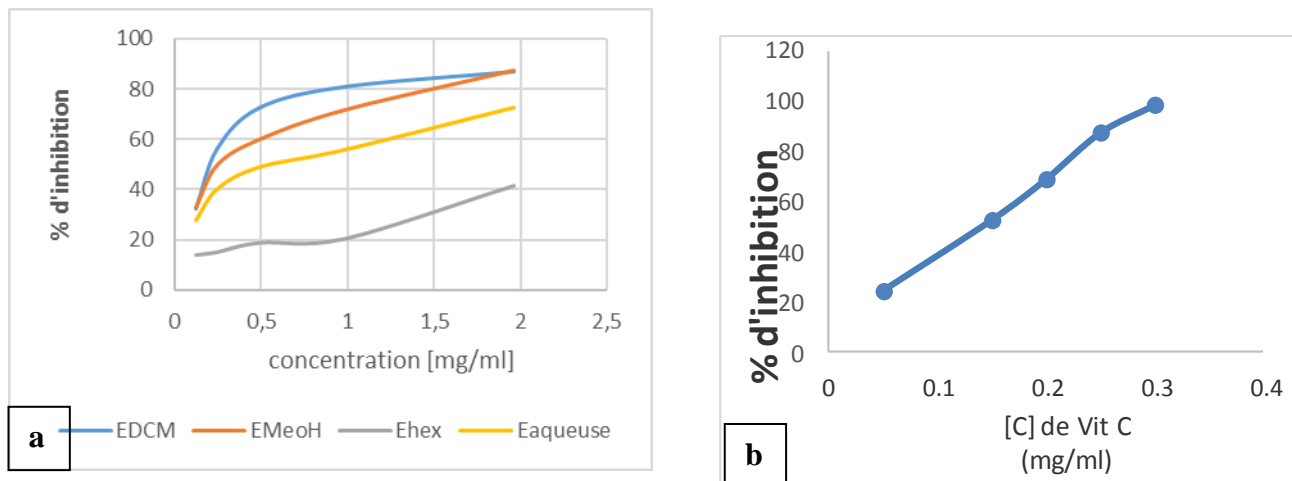 100
80
60
40
20
0
% d'inhibition
0 0,5 1 1,5 2 2,5
concentration [mg/ml]
EDCM EMeoH Ehex Eaqueuse
a
120
100
80
60
40
20
0
% d'inhibition
0 0.1 0.2 0.3 0.4
[C] de Vit C
(mg/ml)
b